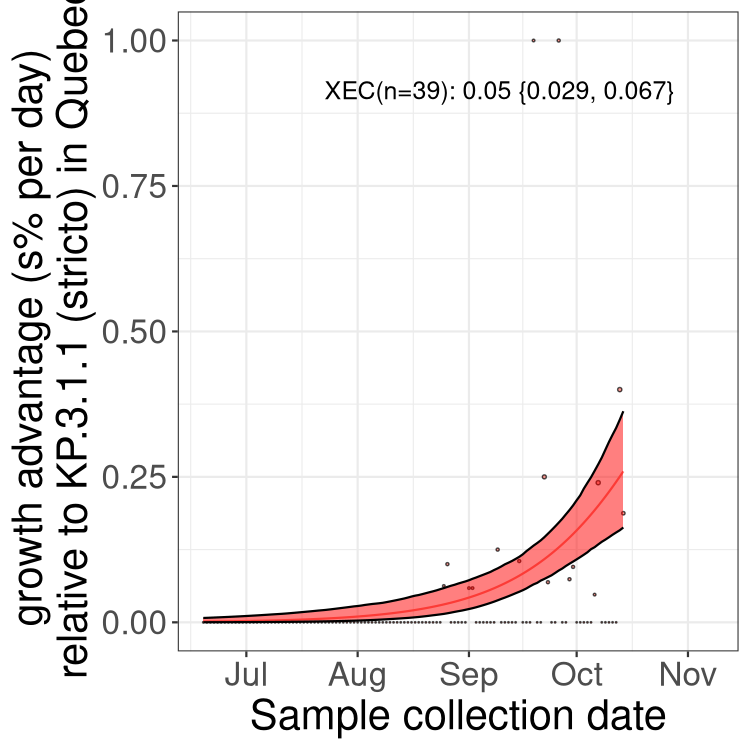 growth advantage (s% per day)
relative to KP.3.1.1 (stricto) in Quebec
1.00
0.75
0.50
0.25
0.00
XEC(n=39): 0.05 {0.029, 0.067}
Jul Aug Sep Oct Nov
Sample collection date